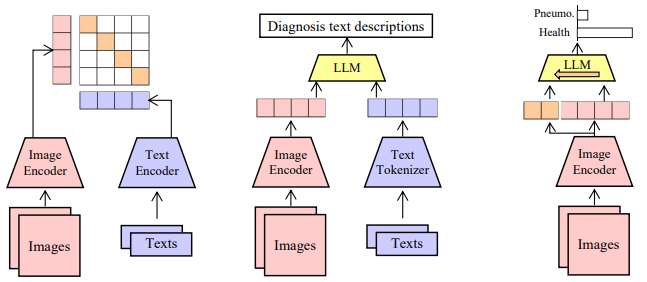 Image
Encoder
Images
Text
Encoder
Texts
Diagnosis text descriptions
LLM
Image
Encoder
Images
Text
Tokenizer
Texts
Pneumo.
Health
LLM
Image
Encoder
Images